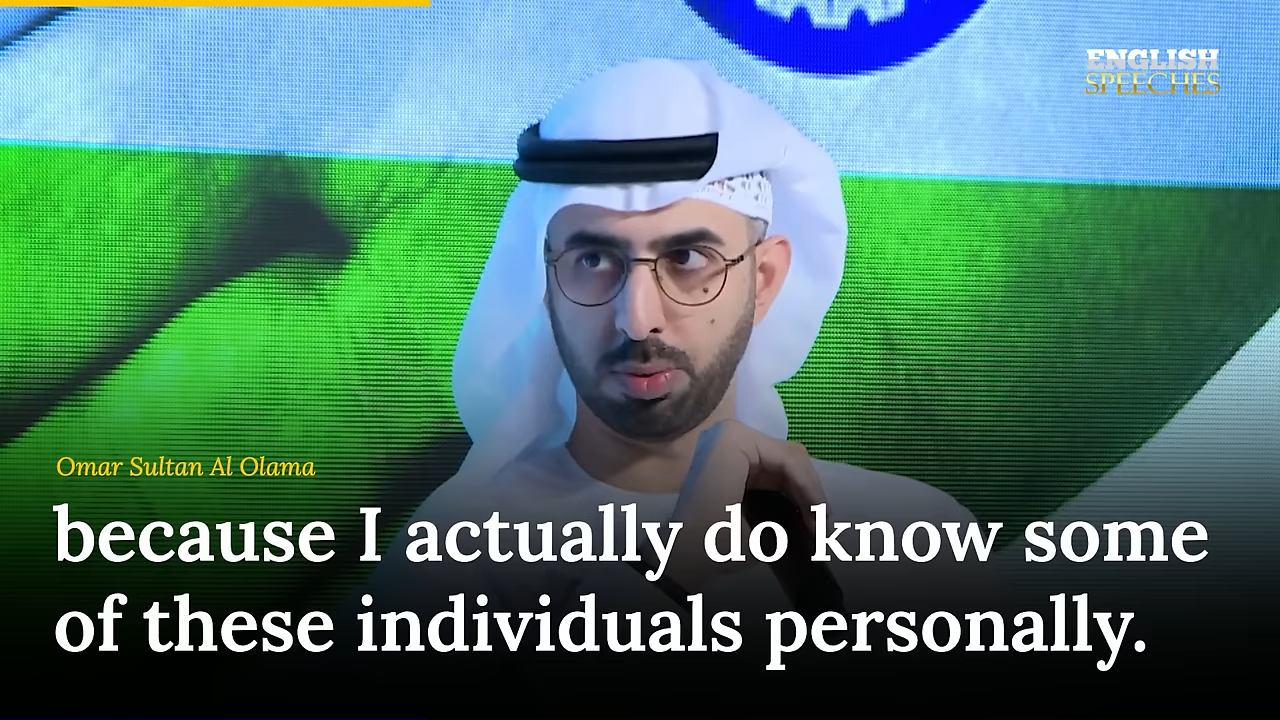 ENGLISH
SPEECHES
Omar Sultan Al Olama
because I actually do know some
of these individuals personally.